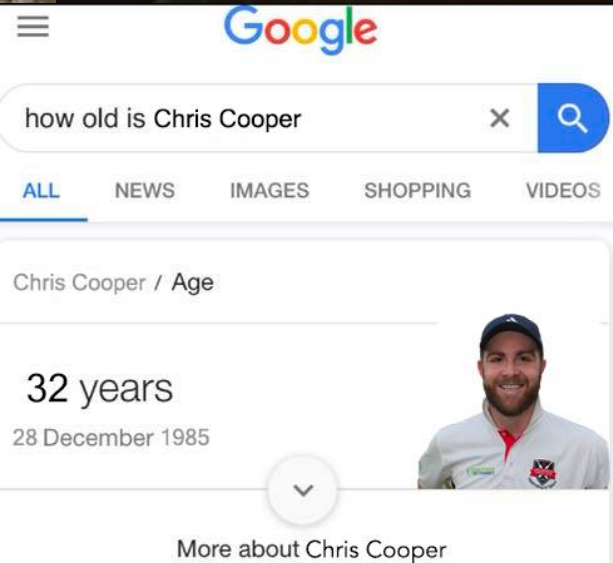 Google
how old is Chris Cooper
ALL NEWS IMAGES SHOPPING VIDEOS
Chris Cooper / Age
32 years
28 December 1985
More about Chris Cooper